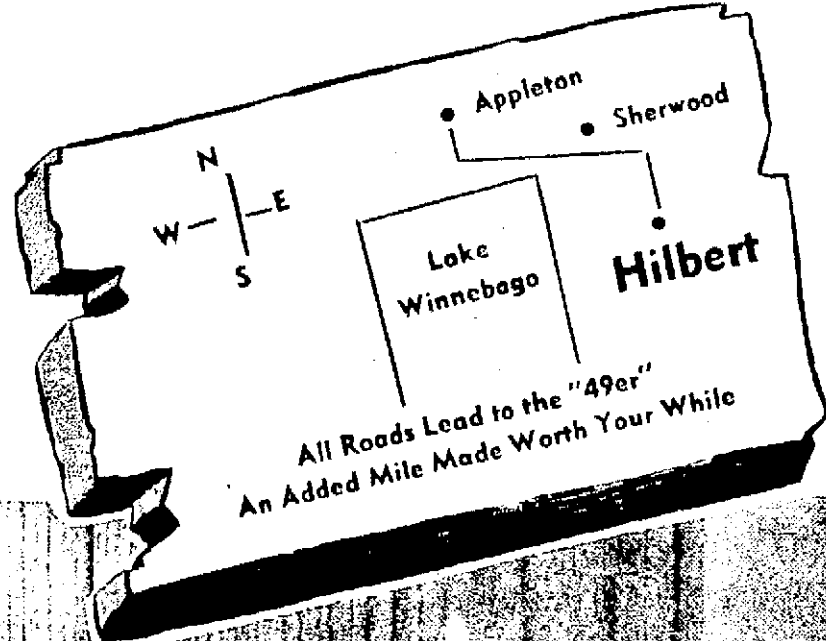 Appleton
Sherwood
N
W
E
S
Lake
Winnebago
Hilbert
All Roads Lead to the "49er"
An Added Mile Made Worth Your While